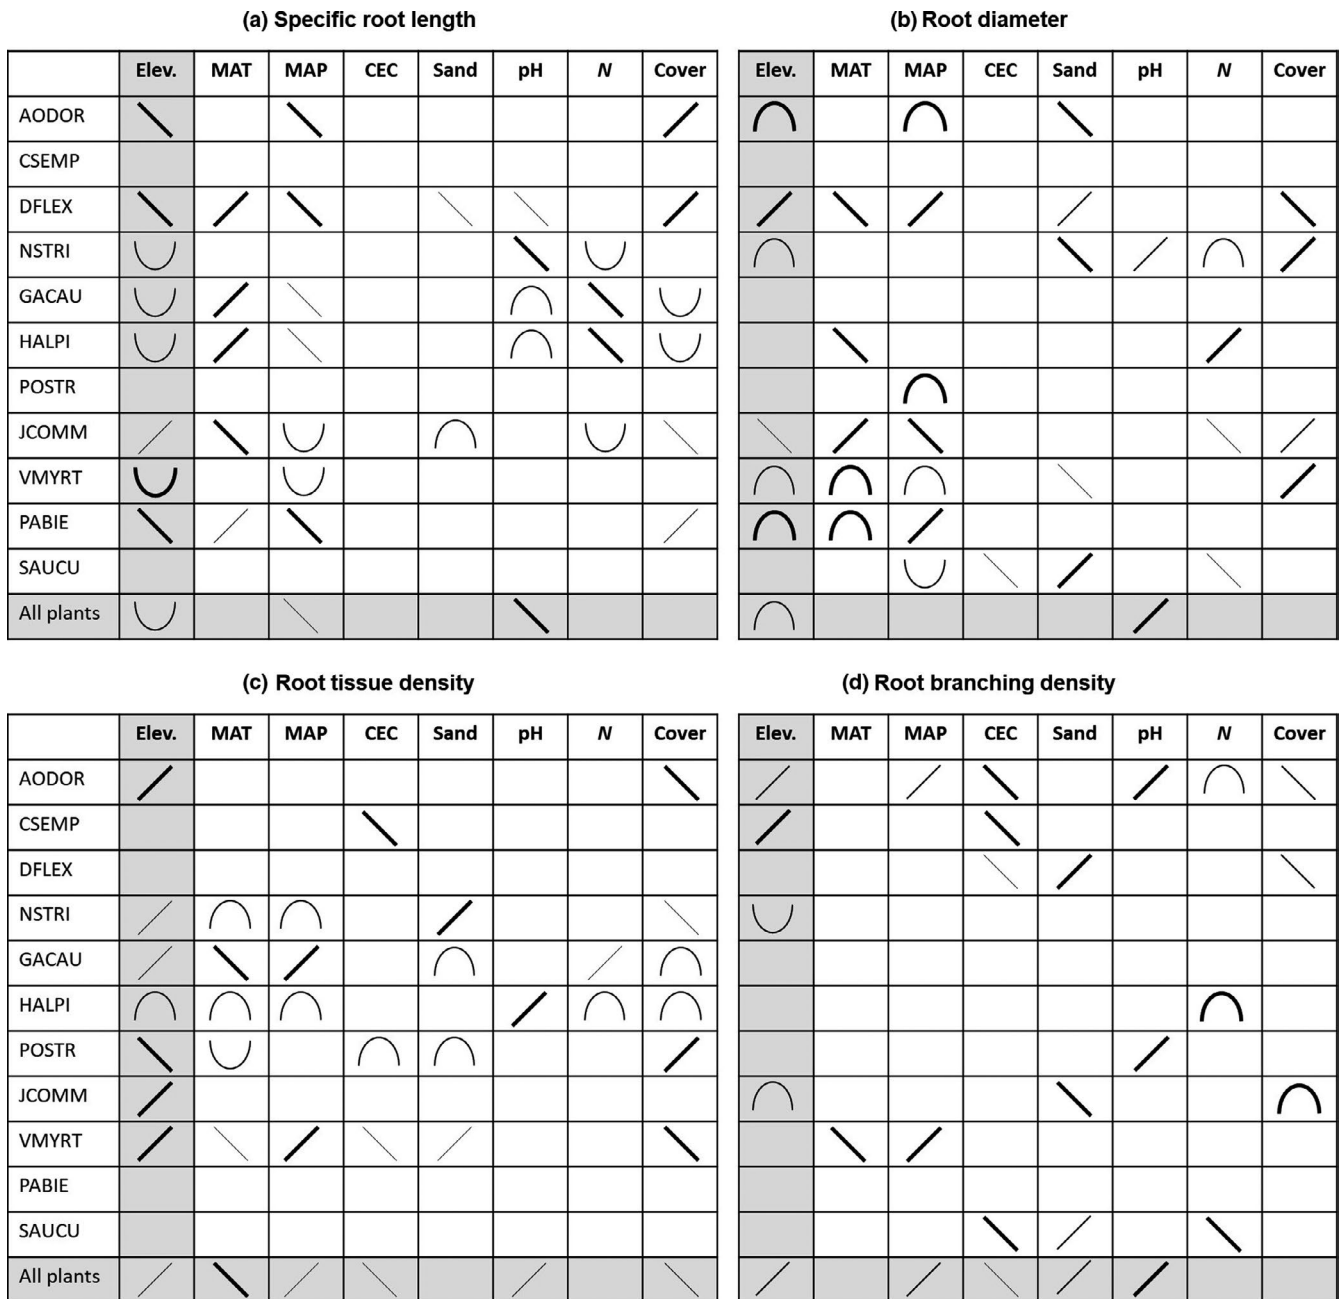 (a) Specific root length
(b) Root diameter
Elev. MAT MAP CEC Sand pH N Cover
Elev. MAT MAP CEC Sand pH N Cover
AODOR
CSEMP
DFLEX
NSTRI
GACAU
HALPI
POSTR
JCOMM
VMYRT
PABIE
SAUCU
All plants
(c) Root tissue density
(d) Root branching density
Elev. MAT MAP CEC Sand pH N Cover
Elev. MAT MAP CEC Sand pH N Cover
AODOR
CSEMP
DFLEX
NSTRI
GACAU
HALPI
POSTR
JCOMM
VMYRT
PABIE
SAUCU
All plants